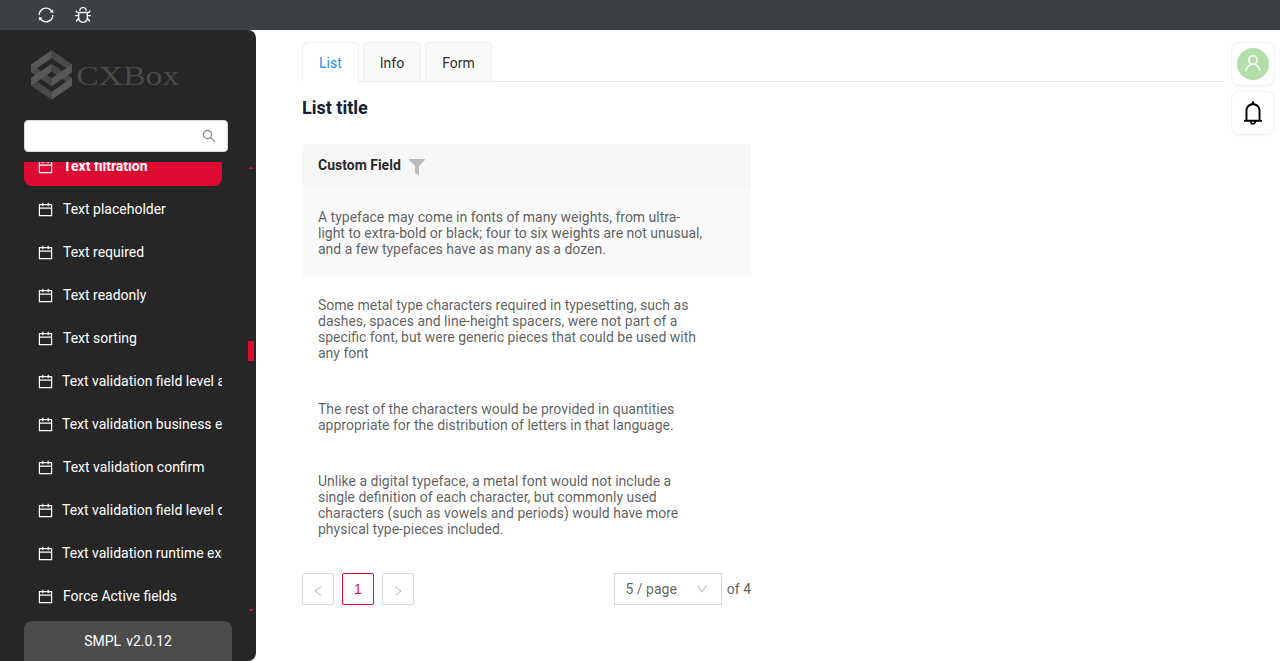 CXBox
Text filtration
Text placeholder
Text required
Text readonly
Text sorting
Text validation field level a
Text validation business e
Text validation confirm
Text validation field level d
Text validation runtime ex
Force Active fields
SMPL v2.0.12
List
Info
Form
List title
Custom Field
A typeface may come in fonts of many weights, from ultra-
light to extra-bold or black; four to six weights are not unusual,
and a few typefaces have as many as a dozen.
Some metal type characters required in typesetting, such as
dashes, spaces and line-height spacers, were not part of a
specific font, but were generic pieces that could be used with
any font
The rest of the characters would be provided in quantities
appropriate for the distribution of letters in that language.
Unlike a digital typeface, a metal font would not include a
single definition of each character, but commonly used
characters (such as vowels and periods) would have more
physical type-pieces included.
1
5 / page
of 4